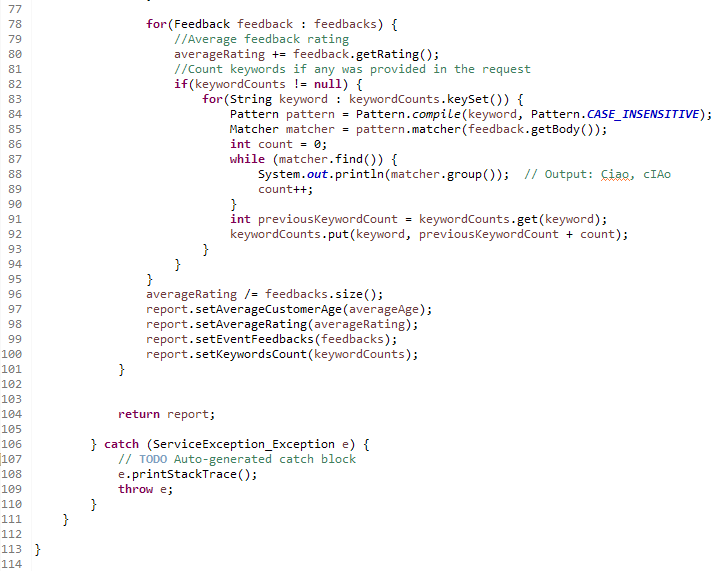 77
78 for(Feedback feedback : feedbacks) {
79 //Average feedback rating
80 averageRating += feedback.getRating();
81 //Count keywords if any was provided in the request
82 if(keywordCounts != null) {
83 for(String keyword : keywordCounts.keySet()) {
84 Pattern pattern = Pattern.compile(keyword, Pattern.CASE_INSENSITIVE);
85 Matcher matcher = pattern.matcher(feedback.getBody());
86 int count = 0;
87 while (matcher.find()) {
88 System.out.println(matcher.group());  // Output: Ciao, cIAo
89 count++;
90 }
91 int previousKeywordCount = keywordCounts.get(keyword);
92 keywordCounts.put(keyword, previousKeywordCount + count);
93 }
94 }
95 }
96 averageRating /= feedbacks.size();
97 report.setAverageCustomerAge(averageAge);
98 report.setAverageRating(averageRating);
99 report.setEventFeedbacks(feedbacks);
100 report.setKeywordsCount(keywordCounts);
101 }
102
103
104 return report;
105
106 } catch (ServiceException_Exception e) {
107 // TODO Auto-generated catch block
108 e.printStackTrace();
109 throw e;
110 }
111 }
112
113 }
114